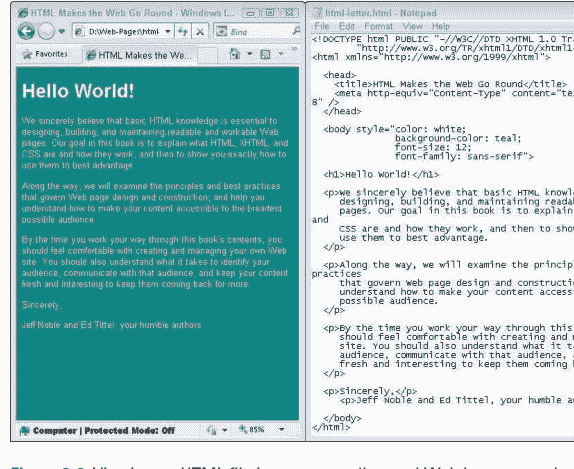 HTML Makes the Web Go Round - Windows I...
D:\Web-Pages\html
Bing
Favorites
HTML Makes the We...
Hello World!
We sincerely believe that basic HTML knowledge is essential to
designing, building, and maintaining readable and workable Web
pages. Our goal in this book is to explain what HTML, XHTML, and
CSS are and how they work, and then to show you exactly how to
use them to best advantage.
Along the way, we will examine the principles and best practices
that govern Web page design and construction, and help you
understand how to make your content accessible to the broadest
possible audience.
By the time you work your way through this book's contents, you
should feel comfortable with creating and managing your own Web
site. You should also understand what it takes to identify your
audience, communicate with that audience, and keep your content
fresh and interesting to keep them coming back for more.
Sincerely,
Jeff Noble and Ed Tittel, your humble authors
Computer | Protected Mode: Off
85%
html-letter.html - Notepad
File Edit Format View Help
<!DOCTYPE html PUBLIC "-//W3C//DTD XHTML 1.0 Tr
"http://www.w3.org/TR/xhtml1/DTD/xhtml1-
<html xmlns="http://www.w3.org/1999/xhtml">
<head>
<title>HTML Makes the Web Go Round</title>
<meta http-equiv="Content-Type" content="te
8" />
</head>
<body style="color: white;
background-color: teal;
font-size: 12;
font-family: sans-serif">
<h1>Hello World!</h1>
<p>We sincerely believe that basic HTML knowl
designing, building, and maintaining reada
pages. Our goal in this book is to explain
and
CSS are and how they work, and then to sho
use them to best advantage.
</p>
<p>Along the way, we will examine the princip
practices
that govern Web page design and constructi
understand how to make your content access
possible audience.
</p>
<p>By the time you work your way through this
should feel comfortable with creating and
site. You should also understand what it t
audience, communicate with that audience,
fresh and interesting to keep them coming
</p>
<p>Sincerely,</p>
<p>Jeff Noble and Ed Tittel, your humble au
</body>
</html>